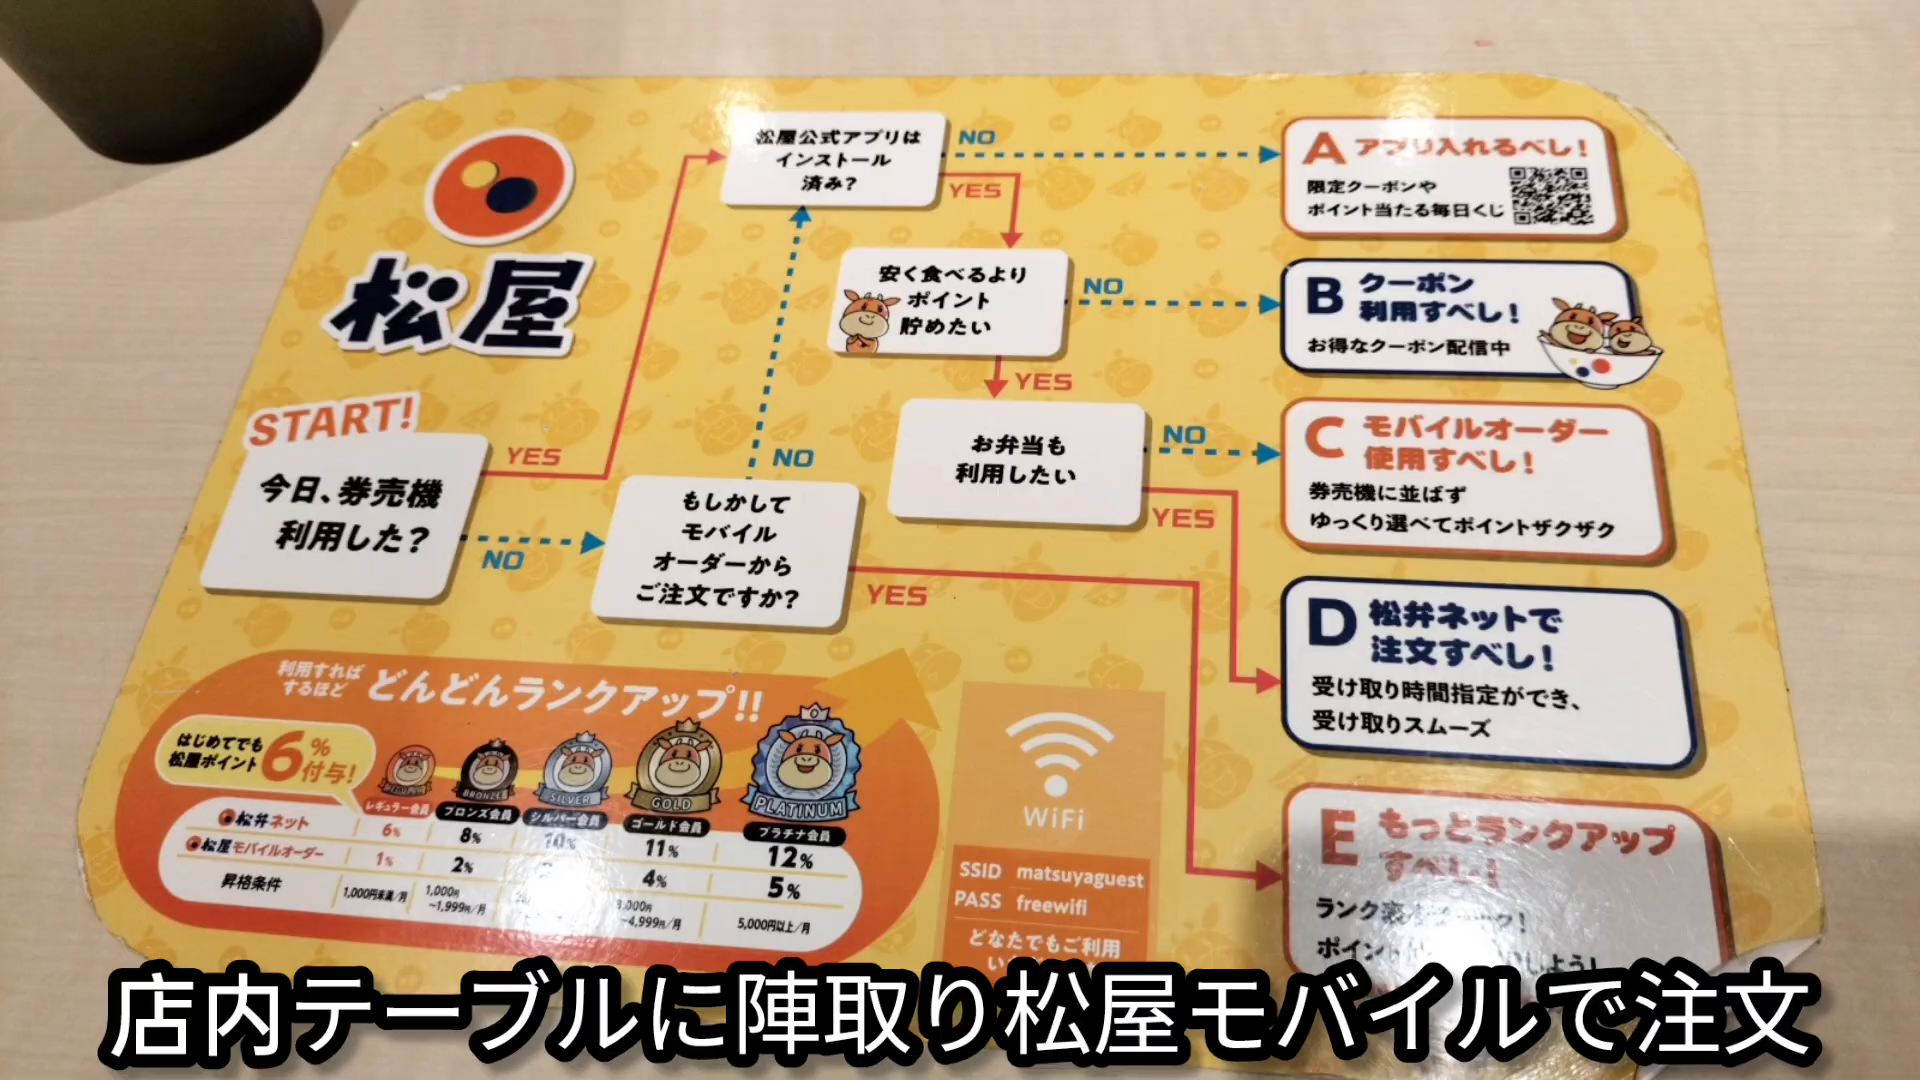 松屋
START!
今日、券売機
利用した?
YES
NO
松屋公式アプリは
インストール
済み?
NO
YES
もしかして
モバイル
オーダーから
ご注文ですか?
NO
YES
安く食べるより
ポイント
貯めたい
NO
YES
お弁当も
利用したい
NO
YES
A アプリ入れるべし!
限定クーポンや
ポイント当たる毎日くじ
B クーポン
利用すべし!
お得なクーポン配信中
C モバイルオーダー
使用すべし!
券売機に並ばず
ゆっくり選べてポイントザクザク
D 松弁ネットで
注文すべし!
受け取り時間指定ができ、
受け取りスムーズ
E もっとランクアップ
すべし!
ランク
ポイン
利用すれば
するほど
どんどんランクアップ!!
はじめてでも
松屋ポイント
6%
付与!
BRONZE
SILVER
GOLD
PLATINUM
レギュラー会員 ブロンズ会員 シルバー会員 ゴールド会員 プラチナ会員
松弁ネット 6% 8% 10% 11% 12%
松屋モバイルオーダー 1% 2% 4% 5%
昇格条件 1,000円未満/月 1,000円~1,999円/月 ~4,999円/月 5,000円以上/月
WiFi
SSID matsuyaguest
PASS freewifi
どなたでもご利用
店内テーブルに陣取り松屋モバイルで注文